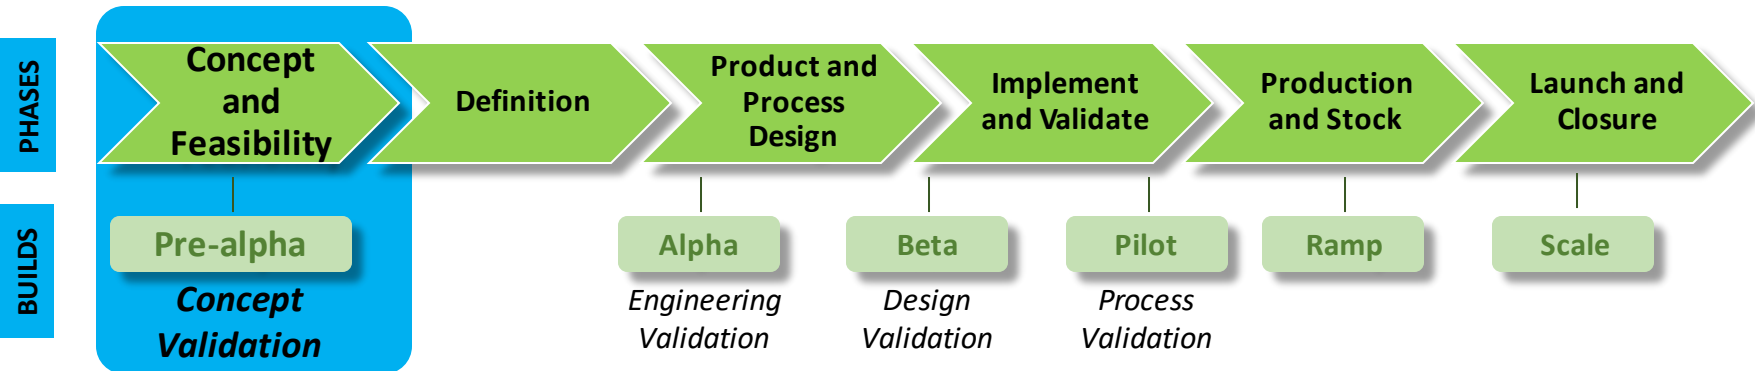 PHASES
Concept
and
Feasibility
Definition
Product and
Process
Design
Implement
and Validate
Production
and Stock
Launch and
Closure
BUILDS
Pre-alpha
Concept
Validation
Alpha
Engineering
Validation
Beta
Design
Validation
Pilot
Process
Validation
Ramp
Scale